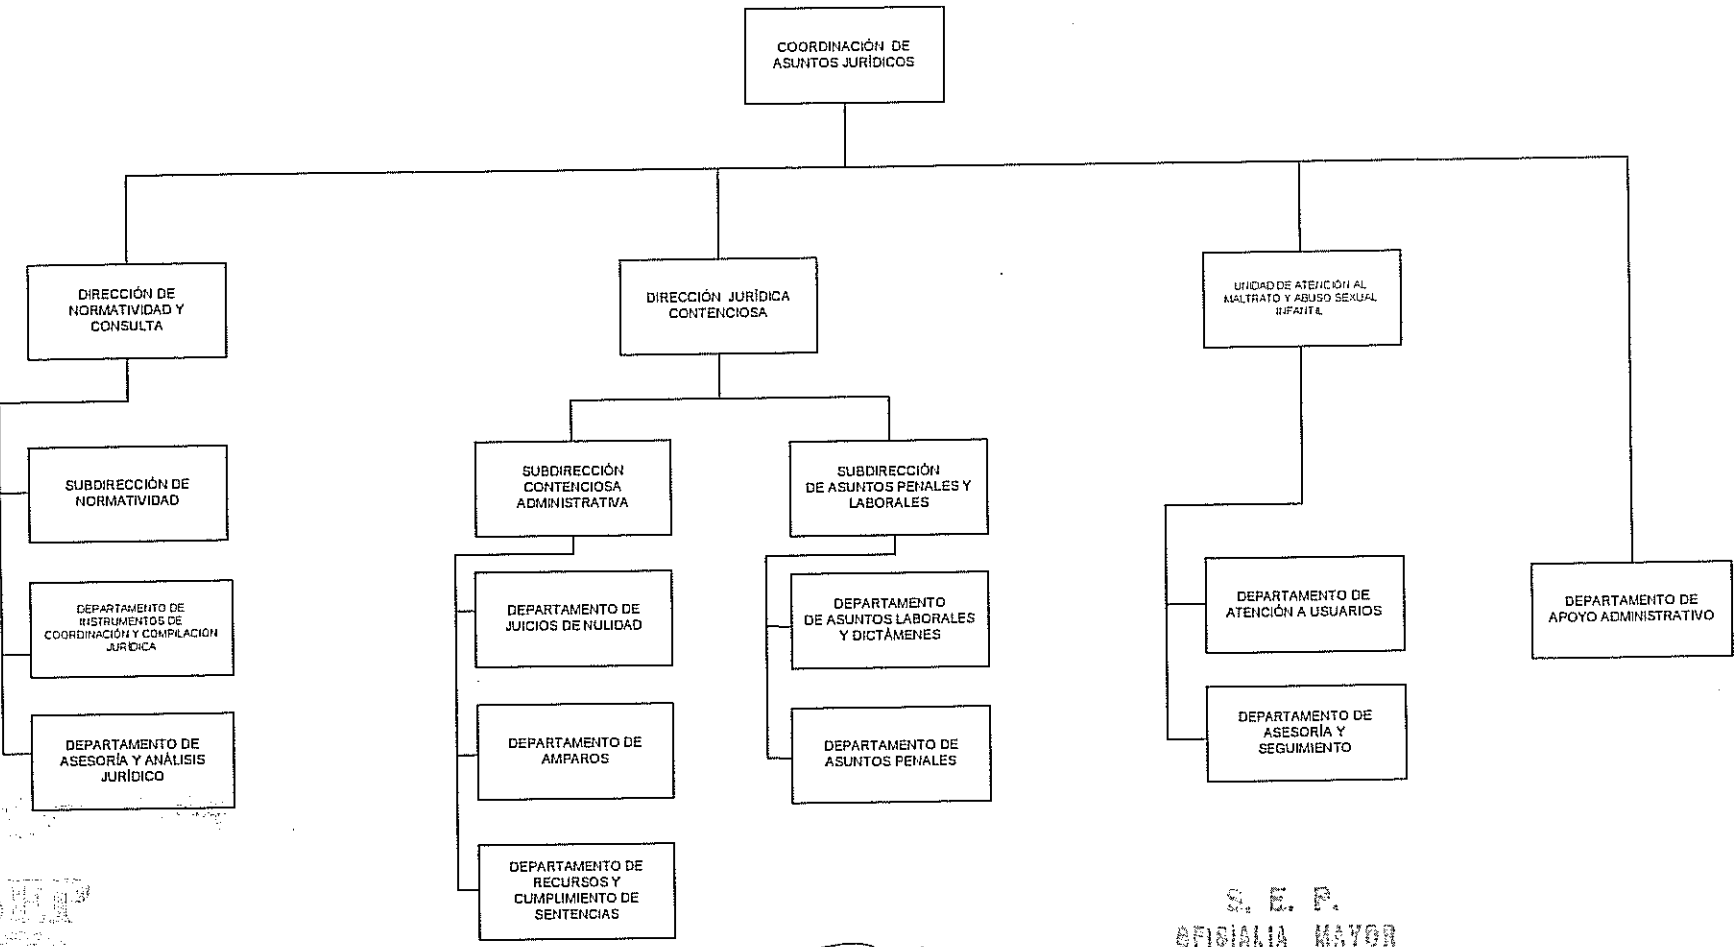 COORDINACIÓN DE
ASUNTOS JURÍDICOS
DIRECCIÓN DE
NORMATIVIDAD Y
CONSULTA
DIRECCIÓN JURÍDICA
CONTENCIOSA
UNIDAD DE ATENCIÓN AL
MALTRATO Y ABUSO SEXUAL
INFANTIL
SUBDIRECCIÓN DE
NORMATIVIDAD
SUBDIRECCIÓN
CONTENCIOSA
ADMINISTRATIVA
SUBDIRECCIÓN
DE ASUNTOS PENALES Y
LABORALES
DEPARTAMENTO DE
INSTRUMENTOS DE
COORDINACIÓN Y COMPILACIÓN
JURÍDICA
DEPARTAMENTO DE
JUICIOS DE NULIDAD
DEPARTAMENTO
DE ASUNTOS LABORALES
Y DICTÁMENES
DEPARTAMENTO DE
ATENCIÓN A USUARIOS
DEPARTAMENTO DE
APOYO ADMINISTRATIVO
DEPARTAMENTO DE
ASESORÍA Y ANÁLISIS
JURÍDICO
DEPARTAMENTO DE
AMPAROS
DEPARTAMENTO DE
ASUNTOS PENALES
DEPARTAMENTO DE
ASESORÍA Y
SEGUIMIENTO
DEPARTAMENTO DE
RECURSOS Y
CUMPLIMIENTO DE
SENTENCIAS
S. E. P.
OFICIALIA MAYOR